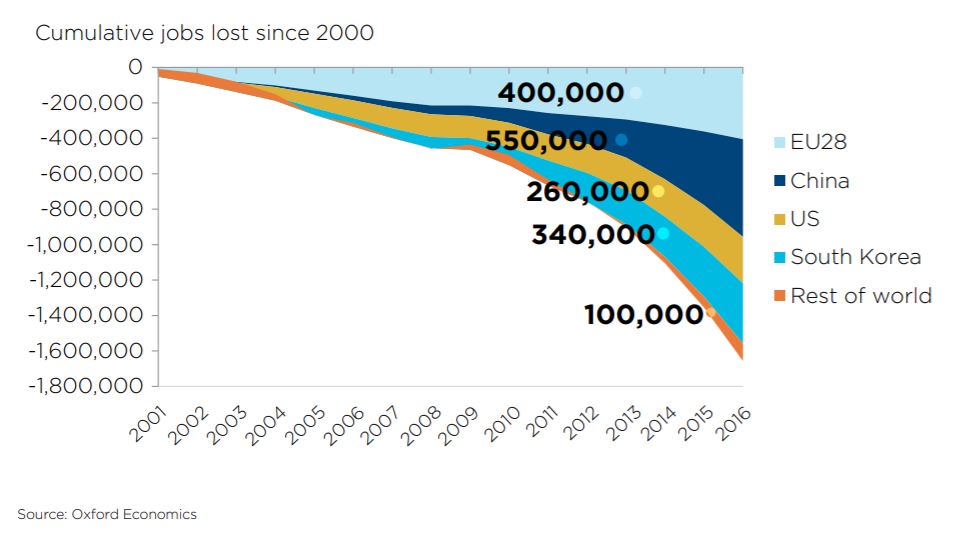 Cumulative jobs lost since 2000
0
-200,000
-400,000
-600,000
-800,000
-1,000,000
-1,200,000
-1,400,000
-1,600,000
-1,800,000
400,000
550,000
260,000
340,000
100,000
EU28
China
US
South Korea
Rest of world
2001 2002 2003 2004 2005 2006 2007 2008 2009 2010 2011 2012 2013 2014 2015 2016
Source: Oxford Economics